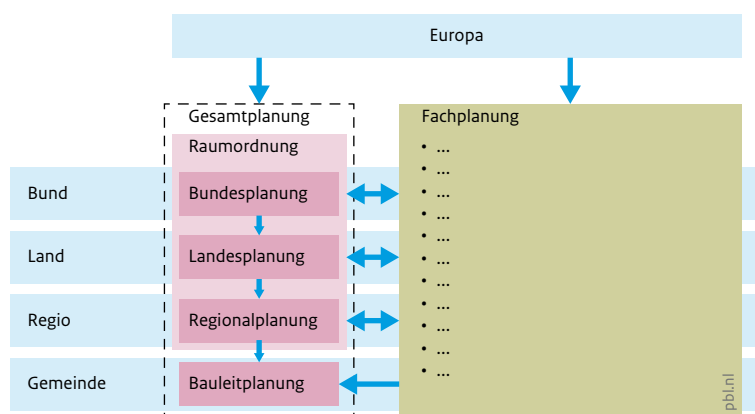 Europa
Gesamtplanung
Raumordnung
Fachplanung
• ...
• ...
• ...
• ...
• ...
• ...
• ...
• ...
• ...
• ...
• ...
Bund
Bundesplanung
Land
Landesplanung
Regio
Regionalplanung
Gemeinde
Bauleitplanung
pbl.nl